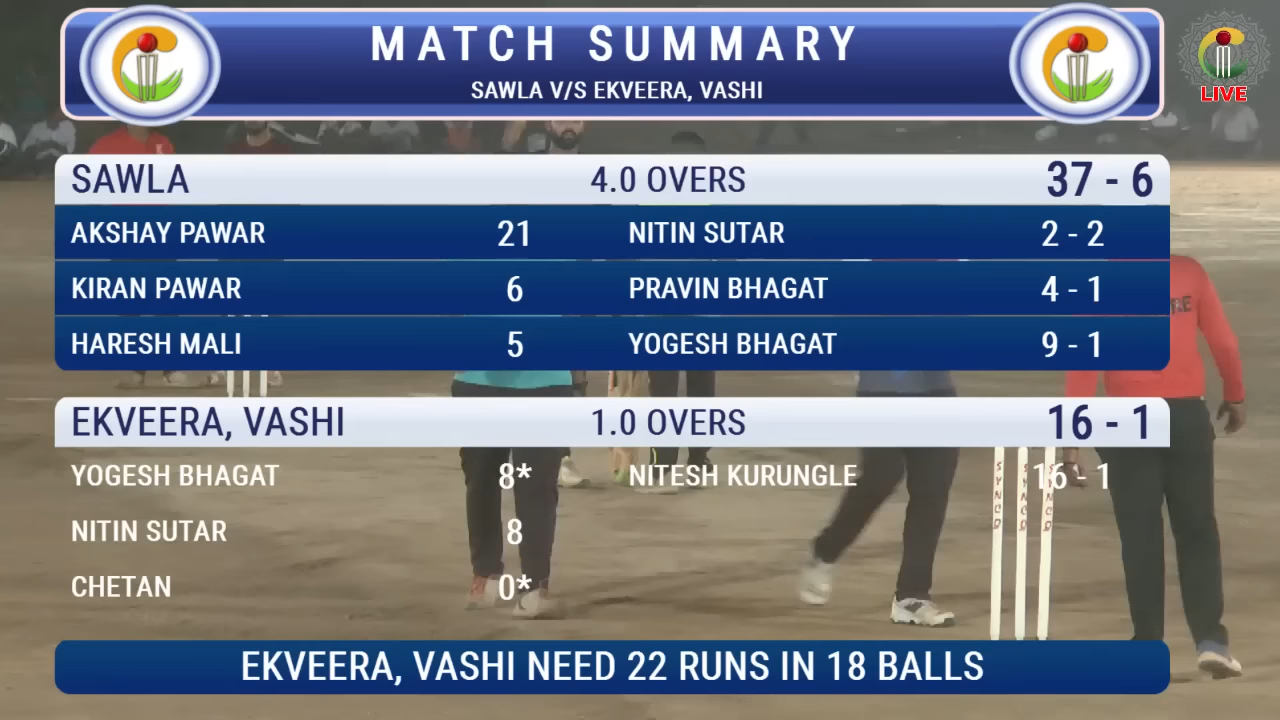 MATCH SUMMARY
SAWLA V/S EKVEERA, VASHI
LIVE
SAWLA 4.0 OVERS 37 - 6
AKSHAY PAWAR 21 NITIN SUTAR 2 - 2
KIRAN PAWAR 6 PRAVIN BHAGAT 4 - 1
HARESH MALI 5 YOGESH BHAGAT 9 - 1
EKVEERA, VASHI 1.0 OVERS 16 - 1
YOGESH BHAGAT 8* NITESH KURUNGLE 16 - 1
NITIN SUTAR 8
CHETAN 0*
EKVEERA, VASHI NEED 22 RUNS IN 18 BALLS